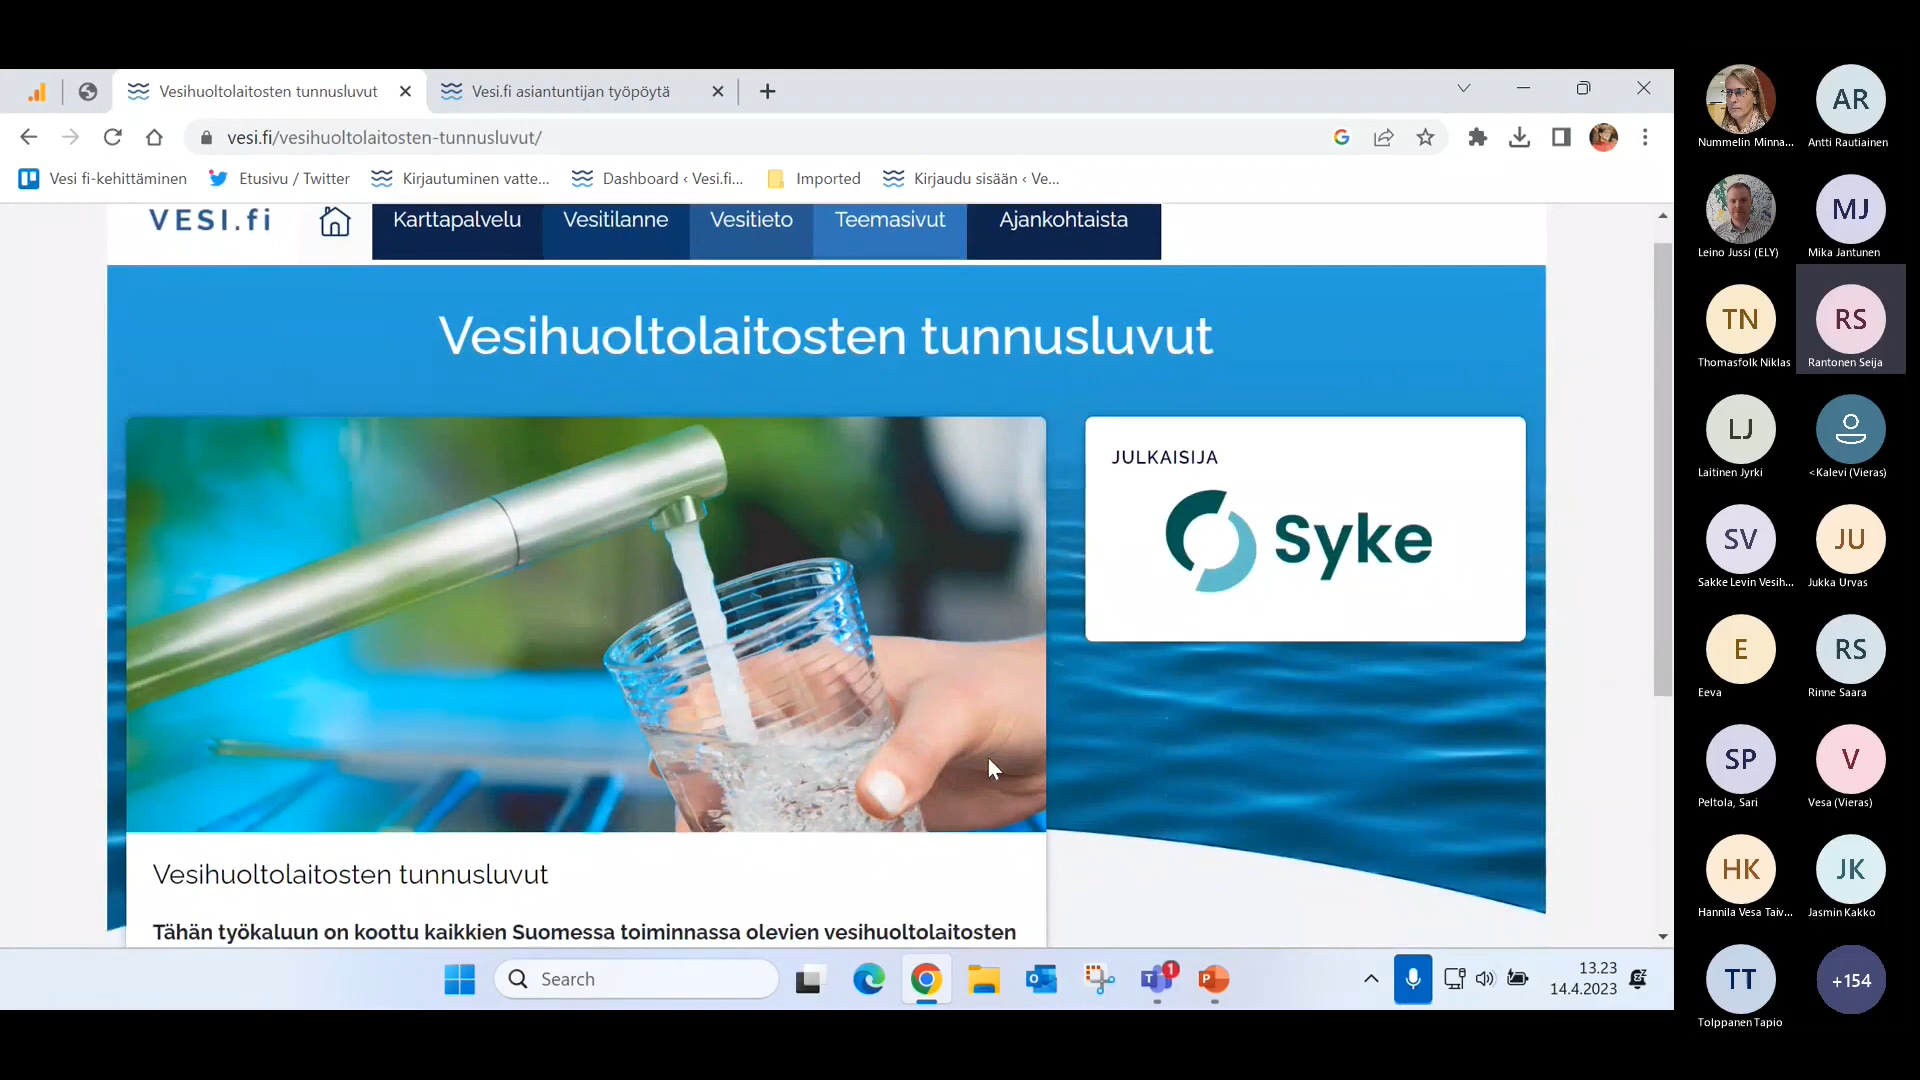 Vesihuoltolaitosten tunnusluvut
Vesi.fi asiantuntijan työpöytä
vesi.fi/vesihuoltolaitosten-tunnusluvut/
Vesi fi-kehittäminen
Etusivu / Twitter
Kirjautuminen vatte...
Dashboard ‹ Vesi.fi...
Imported
Kirjaudu sisään ‹ Ve...
VESI.fi
Karttapalvelu
Vesitilanne
Vesitieto
Teemasivut
Ajankohtaista
Vesihuoltolaitosten tunnusluvut
JULKAISIJA
Syke
Vesihuoltolaitosten tunnusluvut
Tähän työkaluun on koottu kaikkien Suomessa toiminnassa olevien vesihuoltolaitosten
Search
1
13.23
14.4.2023
Nummelin Minna...
AR
Antti Rautiainen
Leino Jussi (ELY)
MJ
Mika Jantunen
TN
Thomasfolk Niklas
RS
Rantonen Seija
LJ
Laitinen Jyrki
<Kalevi (Vieras)
SV
Sakke Levin Vesih...
JU
Jukka Urvas
E
Eeva
RS
Rinne Saara
SP
Peltola, Sari
V
Vesa (Vieras)
HK
Hannila Vesa Taiv...
JK
Jasmin Kakko
TT
Tolppanen Tapio
+154